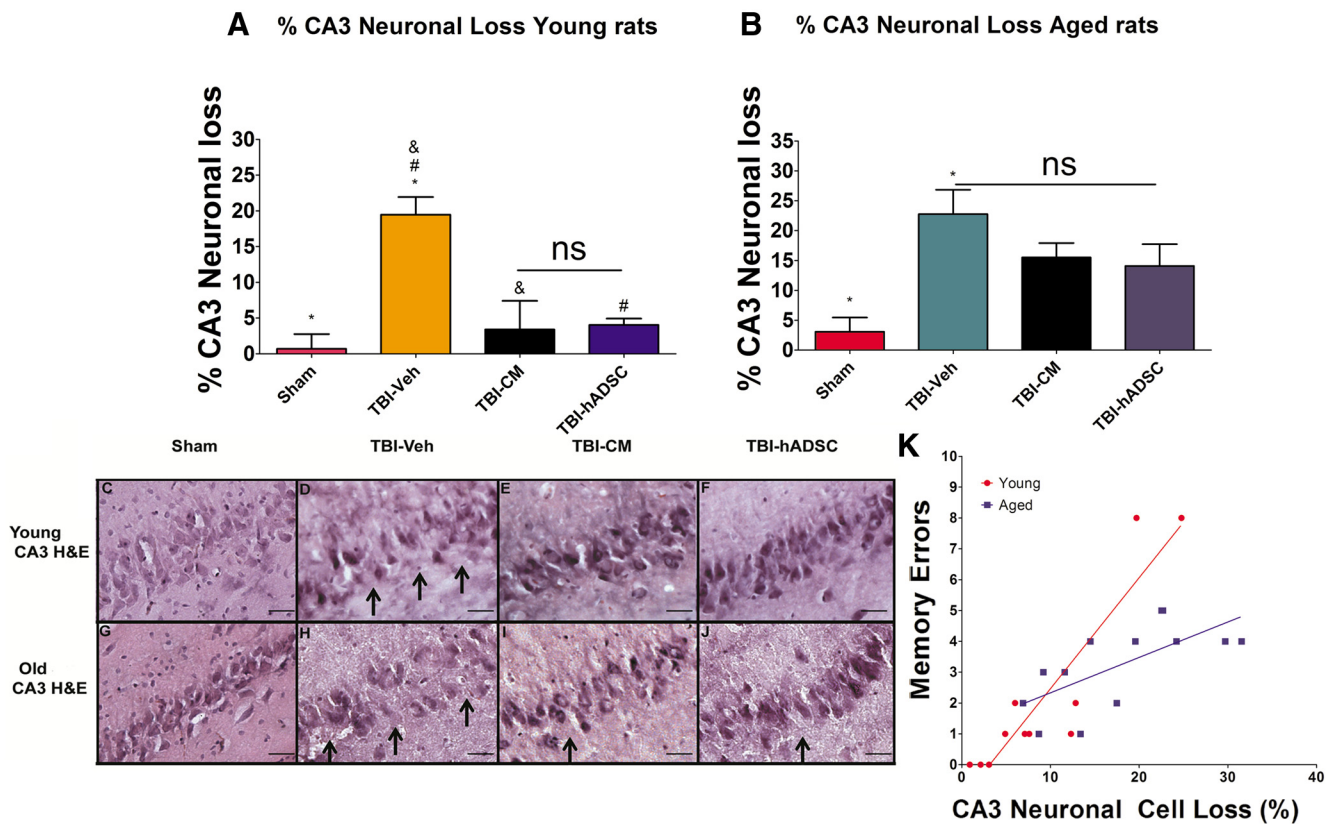 A % CA3 Neuronal Loss Young rats
% CA3 Neuronal loss
30
25
20
15
10
5
0
*
&
#
*
&
ns
#
Sham
TBI-Veh
TBI-CM
TBI-hADSC
B % CA3 Neuronal Loss Aged rats
% CA3 Neuronal loss
35
30
25
20
15
10
5
0
*
*
ns
Sham
TBI-Veh
TBI-CM
TBI-hADSC
Sham TBI-Veh TBI-CM TBI-hADSC
Young
CA3 H&E
C D E F
Old
CA3 H&E
G H I J
K
Memory Errors
10
9
8
7
6
5
4
3
2
1
0
Young
Aged
0 10 20 30 40
CA3 Neuronal Cell Loss (%)